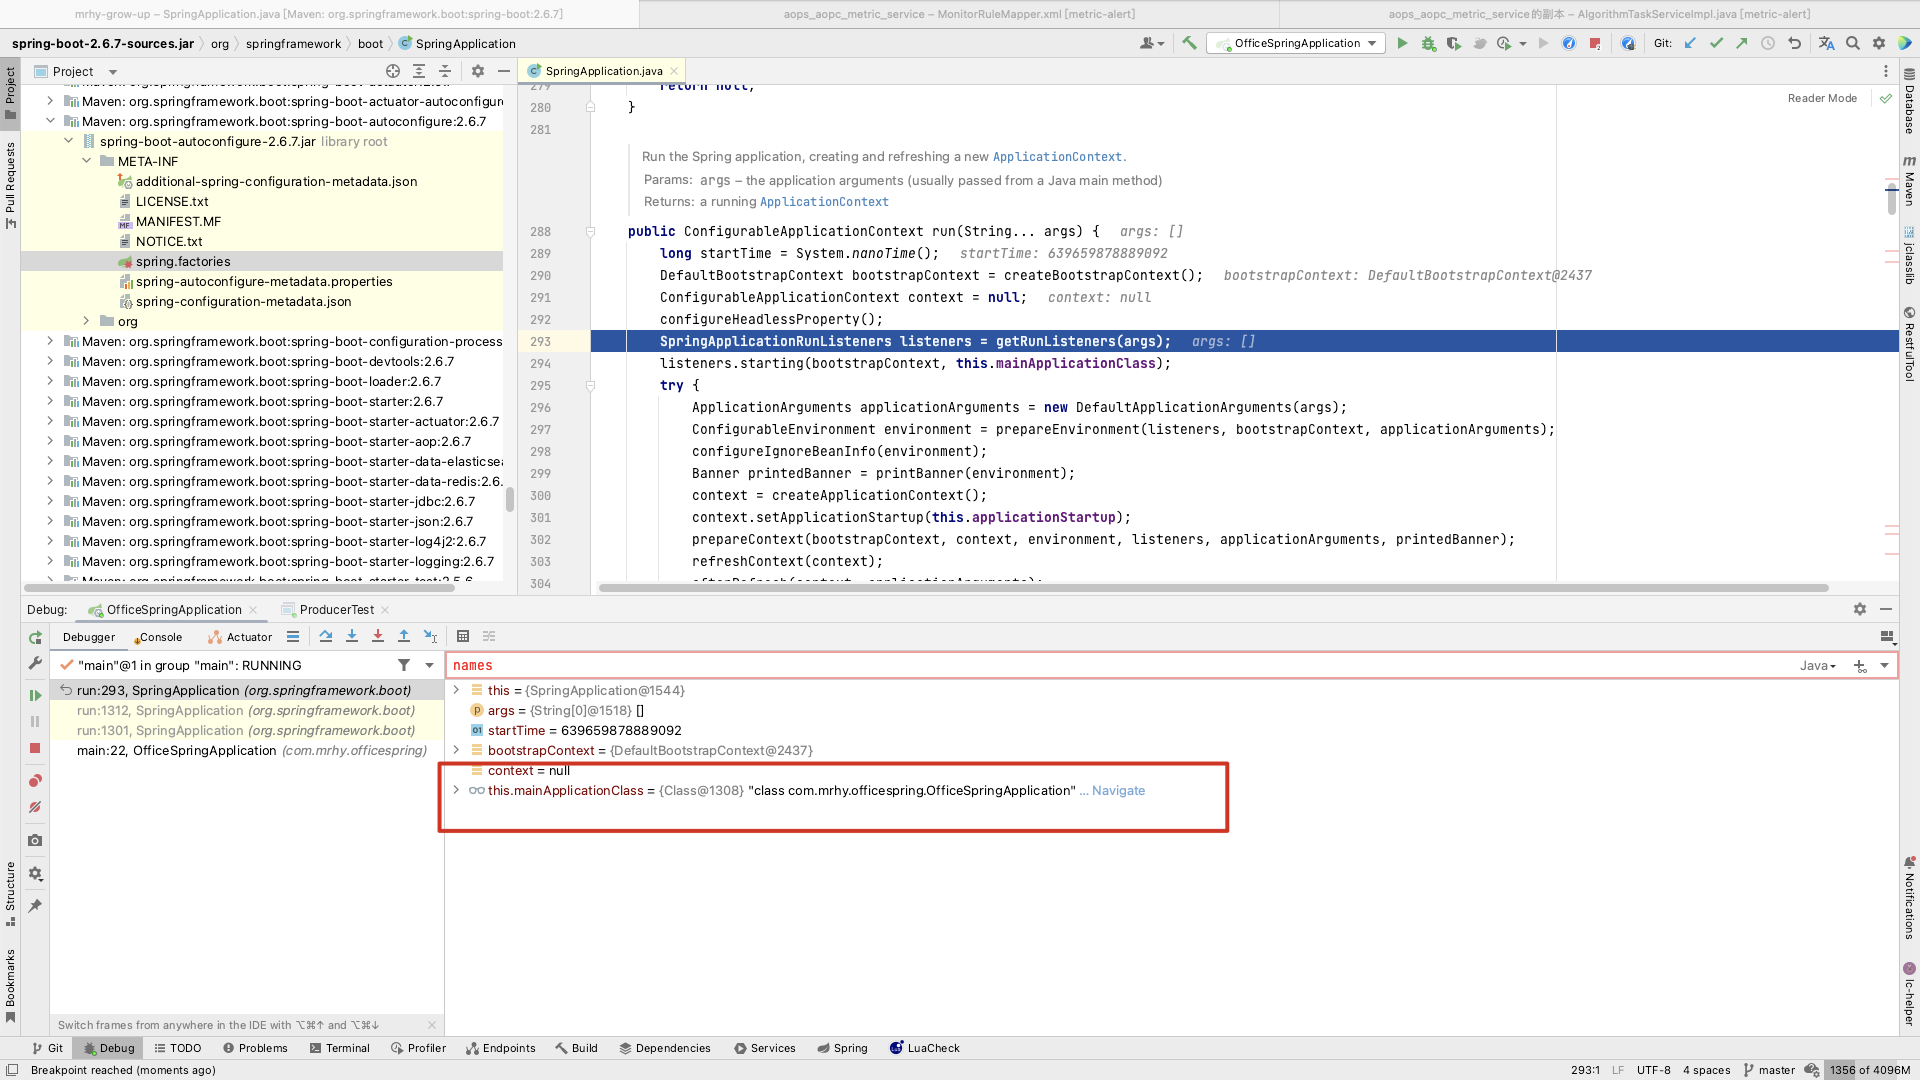 mrhy-grow-up – SpringApplication.java [Maven: org.springframework.boot:spring-boot:2.6.7]
aops_aopc_metric_service – MonitorRuleMapper.xml [metric-alert]
aops_aopc_metric_service的副本 – AlgorithmTaskServiceImpl.java [metric-alert]
spring-boot-2.6.7-sources.jar
org
springframework
boot
SpringApplication
OfficeSpringApplication
Git:
Project
Project
Pull Requests
Structure
Bookmarks
Maven: org.springframework.boot:spring-boot-actuator-autoconfigure
Maven: org.springframework.boot:spring-boot-autoconfigure:2.6.7
spring-boot-autoconfigure-2.6.7.jar library root
META-INF
additional-spring-configuration-metadata.json
LICENSE.txt
MANIFEST.MF
NOTICE.txt
spring.factories
spring-autoconfigure-metadata.properties
spring-configuration-metadata.json
org
Maven: org.springframework.boot:spring-boot-configuration-process
Maven: org.springframework.boot:spring-boot-devtools:2.6.7
Maven: org.springframework.boot:spring-boot-loader:2.6.7
Maven: org.springframework.boot:spring-boot-starter:2.6.7
Maven: org.springframework.boot:spring-boot-starter-actuator:2.6.7
Maven: org.springframework.boot:spring-boot-starter-aop:2.6.7
Maven: org.springframework.boot:spring-boot-starter-data-elasticsea
Maven: org.springframework.boot:spring-boot-starter-data-redis:2.6.
Maven: org.springframework.boot:spring-boot-starter-jdbc:2.6.7
Maven: org.springframework.boot:spring-boot-starter-json:2.6.7
Maven: org.springframework.boot:spring-boot-starter-log4j2:2.6.7
Maven: org.springframework.boot:spring-boot-starter-logging:2.6.7
SpringApplication.java
Reader Mode
279 return null;
280 }
281
Run the Spring application, creating and refreshing a new ApplicationContext.
Params: args – the application arguments (usually passed from a Java main method)
Returns: a running ApplicationContext
288 public ConfigurableApplicationContext run(String... args) { args: []
289 long startTime = System.nanoTime(); startTime: 639659878889092
290 DefaultBootstrapContext bootstrapContext = createBootstrapContext(); bootstrapContext: DefaultBootstrapContext@2437
291 ConfigurableApplicationContext context = null; context: null
292 configureHeadlessProperty();
293 SpringApplicationRunListeners listeners = getRunListeners(args); args: []
294 listeners.starting(bootstrapContext, this.mainApplicationClass);
295 try {
296 ApplicationArguments applicationArguments = new DefaultApplicationArguments(args);
297 ConfigurableEnvironment environment = prepareEnvironment(listeners, bootstrapContext, applicationArguments);
298 configureIgnoreBeanInfo(environment);
299 Banner printedBanner = printBanner(environment);
300 context = createApplicationContext();
301 context.setApplicationStartup(this.applicationStartup);
302 prepareContext(bootstrapContext, context, environment, listeners, applicationArguments, printedBanner);
303 refreshContext(context);
304 afterRefresh(context, applicationArguments);
Database
Maven
jclasslib
RestfulTool
Notifications
lc-helper
Debug:
OfficeSpringApplication
ProducerTest
Debugger
Console
Actuator
"main"@1 in group "main": RUNNING
run:293, SpringApplication (org.springframework.boot)
run:1312, SpringApplication (org.springframework.boot)
run:1301, SpringApplication (org.springframework.boot)
main:22, OfficeSpringApplication (com.mrhy.officespring)
Switch frames from anywhere in the IDE with ⌥⌘↑ and ⌥⌘↓
names
Java
this = {SpringApplication@1544}
args = {String[0]@1518} []
startTime = 639659878889092
bootstrapContext = {DefaultBootstrapContext@2437}
context = null
this.mainApplicationClass = {Class@1308} "class com.mrhy.officespring.OfficeSpringApplication" ... Navigate
Git
Debug
TODO
Problems
Terminal
Profiler
Endpoints
Build
Dependencies
Services
Spring
LuaCheck
Breakpoint reached (moments ago)
293:1 LF UTF-8 4 spaces master 1356 of 4096M